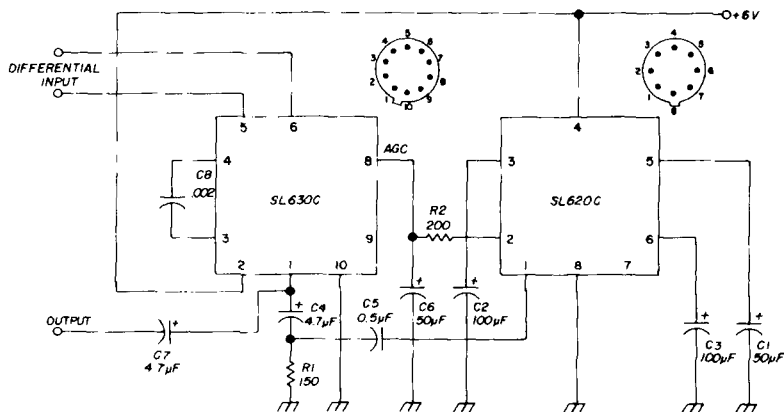 +6V
DIFFERENTIAL
INPUT
1 2 3 4 5 6 7 8 9 10
1 2 3 4 5 6 7 8
5 6
4
AGC
4 8
3 5
C8
.002
SL630C
SL620C
R2
200
3 9
2 6
2 1 10
1 8 7
OUTPUT
C7
4.7µF
C4
4.7µF
C5
0.5µF
C6
50µF
C2
100µF
R1
150
C3
100µF
C1
50µF